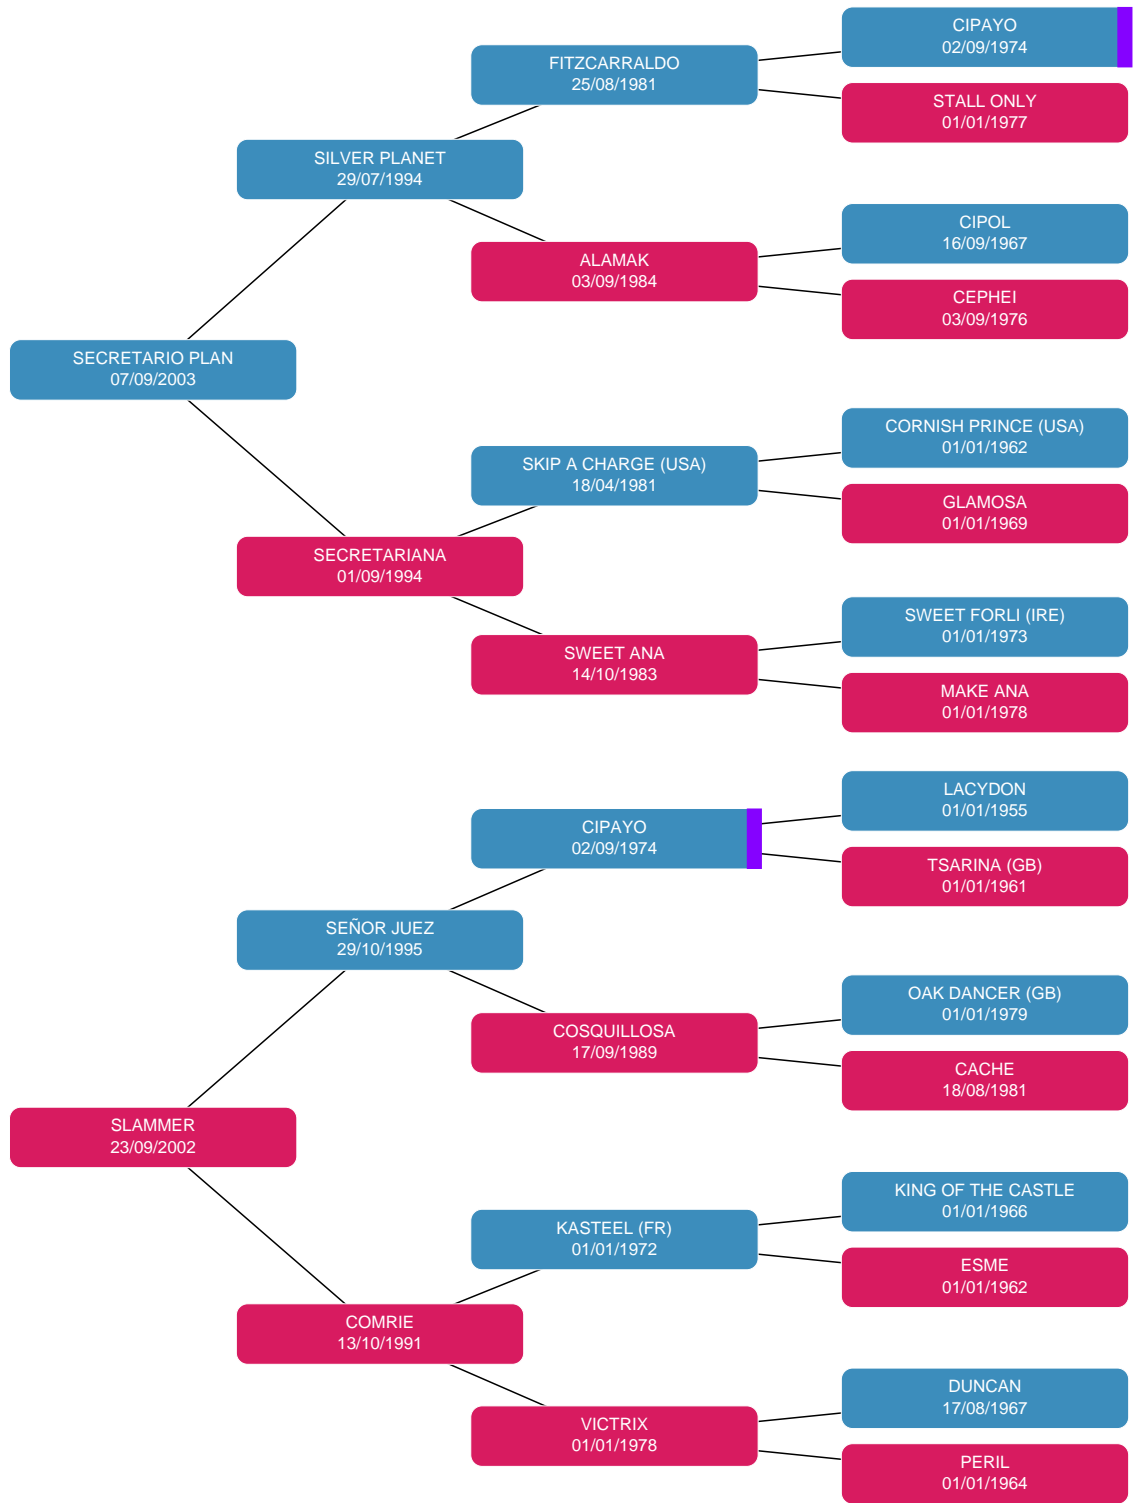 CIPAYO
02/09/1974
FITZCARRALDO
25/08/1981
STALL ONLY
01/01/1977
SILVER PLANET
29/07/1994
CIPOL
16/09/1967
ALAMAK
03/09/1984
CEPHEI
03/09/1976
SECRETARIO PLAN
07/09/2003
CORNISH PRINCE (USA)
01/01/1962
SKIP A CHARGE (USA)
18/04/1981
GLAMOSA
01/01/1969
SECRETARIANA
01/09/1994
SWEET FORLI (IRE)
01/01/1973
SWEET ANA
14/10/1983
MAKE ANA
01/01/1978
LACYDON
01/01/1955
CIPAYO
02/09/1974
TSARINA (GB)
01/01/1961
SEÑOR JUEZ
29/10/1995
OAK DANCER (GB)
01/01/1979
COSQUILLOSA
17/09/1989
CACHE
18/08/1981
SLAMMER
23/09/2002
KING OF THE CASTLE
01/01/1966
KASTEEL (FR)
01/01/1972
ESME
01/01/1962
COMRIE
13/10/1991
DUNCAN
17/08/1967
VICTRIX
01/01/1978
PERIL
01/01/1964